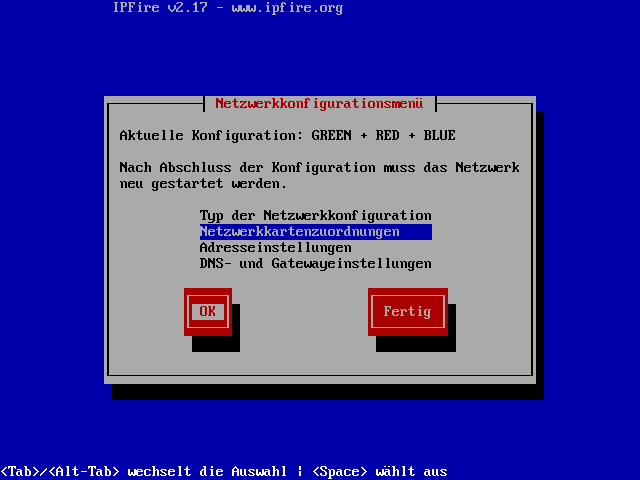 IPFire v2.17 - www.ipfire.org
Netzwerkkonfigurationsmenü
Aktuelle Konfiguration: GREEN + RED + BLUE
Nach Abschluss der Konfiguration muss das Netzwerk
neu gestartet werden.
Typ der Netzwerkkonfiguration
Netzwerkkartenzuordnungen
Adresseinstellungen
DNS- und Gatewayeinstellungen
OK Fertig
<Tab>/<Alt-Tab> wechselt die Auswahl | <Space> wählt aus